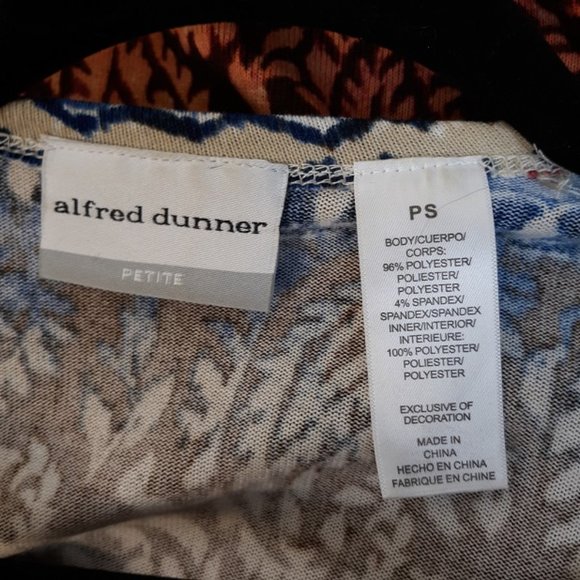 alfred dunner
PETITE
PS
BODY/CUERPO/
CORPS:
96% POLYESTER/
POLIESTER/
POLYESTER
4% SPANDEX/
SPANDEX/SPANDEX
INNER/INTERIOR/
INTERIEURE:
100% POLYESTER/
POLIESTER/
POLYESTER
EXCLUSIVE OF
DECORATION
MADE IN
CHINA
HECHO EN CHINA
FABRIQUE EN CHINE